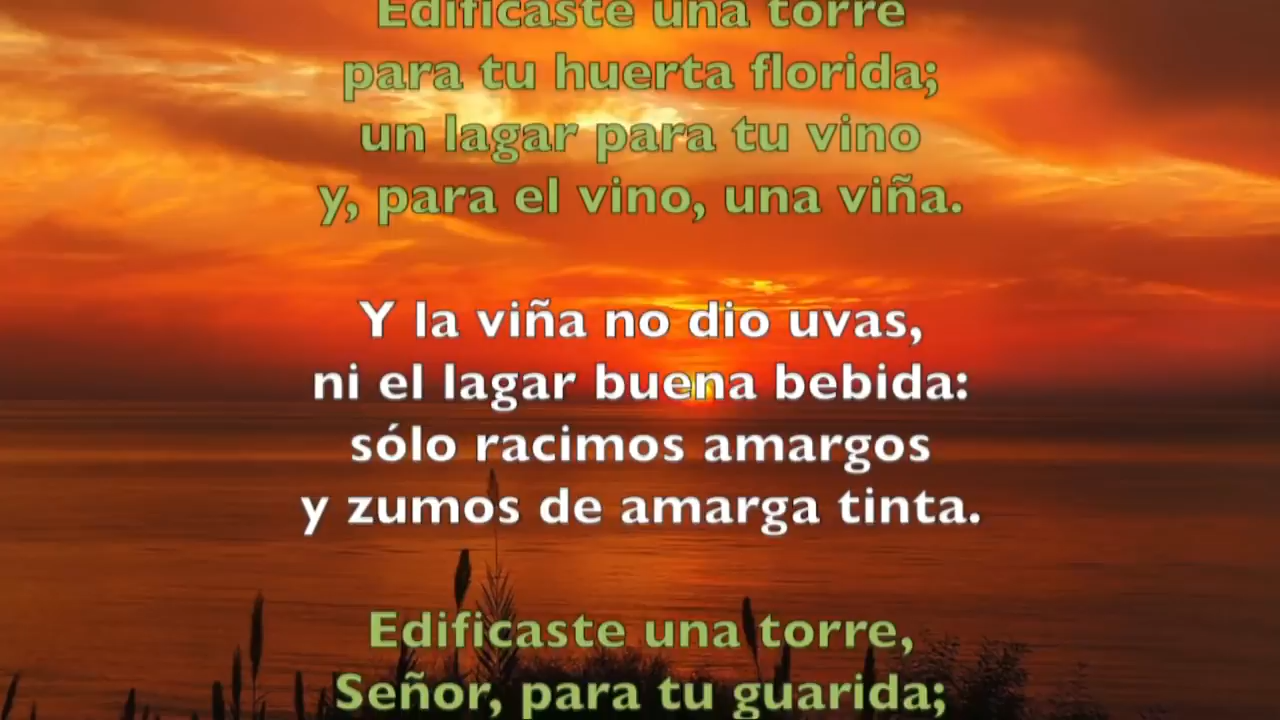 Edificaste una torre
para tu huerta florida;
un lagar para tu vino
y, para el vino, una viña.
Y la viña no dio uvas,
ni el lagar buena bebida:
sólo racimos amargos
y zumos de amarga tinta.
Edificaste una torre,
Señor, para tu guarida;